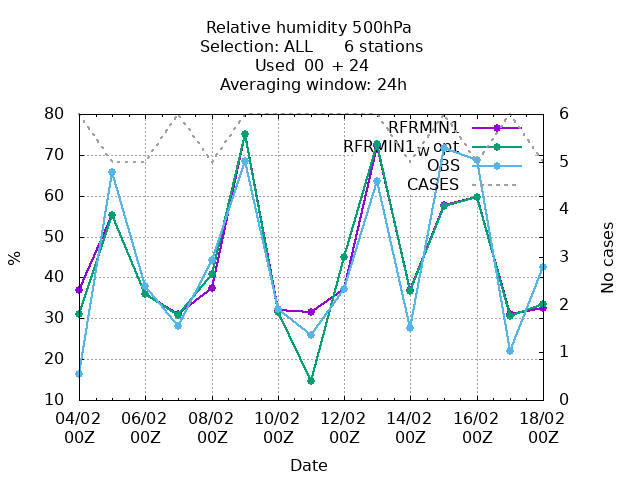 Relative humidity 500hPa
Selection: ALL 6 stations
Used 00 + 24
Averaging window: 24h
80 6
RFRMIN1
RFRMIN1_w_opt
70 5
OBS
CASES
60
50 4
%
No cases
40 3
30 2
20 1
10 0
04/02 06/02 08/02 10/02 12/02 14/02 16/02 18/02
00Z 00Z 00Z 00Z 00Z 00Z 00Z 00Z
Date